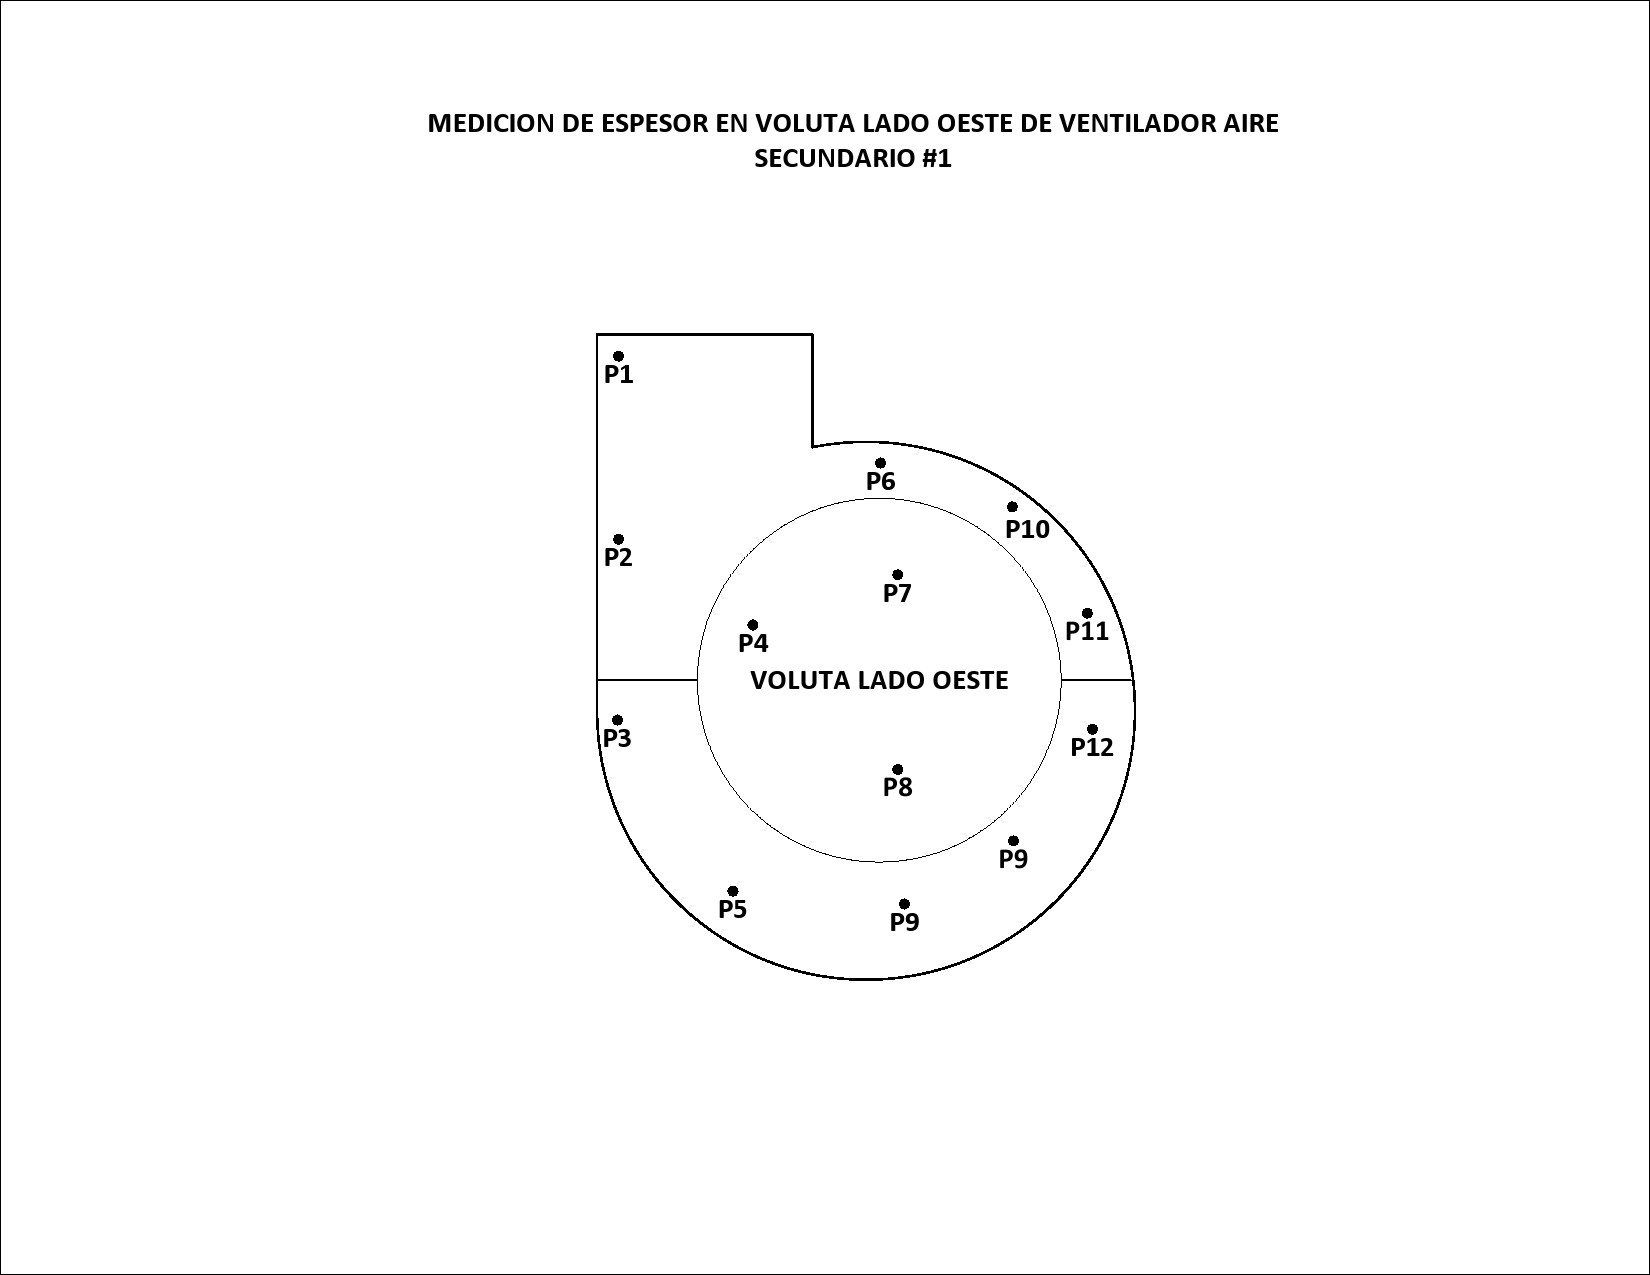 MEDICION DE ESPESOR EN VOLUTA LADO OESTE DE VENTILADOR AIRE
SECUNDARIO #1
P1
P6
P10
P2
P7
P11
P4
VOLUTA LADO OESTE
P3
P12
P8
P9
P5
P9